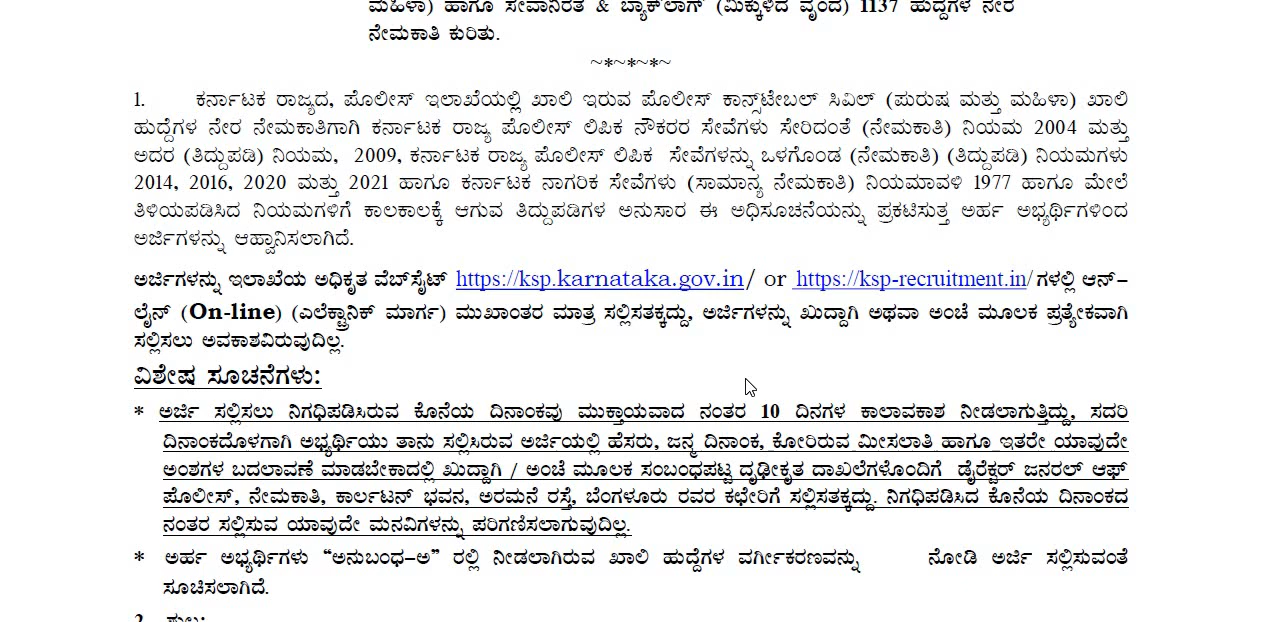 ಮಹಿಳಾ) ಹಾಗೂ ಸೇವಾನಿರತ & ಬ್ಯಾಕ್‌ಲಾಗ್ (ಮಿಕ್ಕುಳಿದ ವೃಂದ) 1137 ಹುದ್ದೆಗಳ ನೇರ
ನೇಮಕಾತಿ ಕುರಿತು.
~*~*~*~
1. ಕರ್ನಾಟಕ ರಾಜ್ಯದ, ಪೊಲೀಸ್ ಇಲಾಖೆಯಲ್ಲಿ ಖಾಲಿ ಇರುವ ಪೊಲೀಸ್ ಕಾನ್ಸ್‌ಟೇಬಲ್ ಸಿವಿಲ್ (ಪುರುಷ ಮತ್ತು ಮಹಿಳಾ) ಖಾಲಿ
ಹುದ್ದೆಗಳ ನೇರ ನೇಮಕಾತಿಗಾಗಿ ಕರ್ನಾಟಕ ರಾಜ್ಯ ಪೊಲೀಸ್ ಲಿಪಿಕ ನೌಕರರ ಸೇವೆಗಳು ಸೇರಿದಂತೆ (ನೇಮಕಾತಿ) ನಿಯಮ 2004 ಮತ್ತು
ಅದರ (ತಿದ್ದುಪಡಿ) ನಿಯಮ, 2009, ಕರ್ನಾಟಕ ರಾಜ್ಯ ಪೊಲೀಸ್ ಲಿಪಿಕ ಸೇವೆಗಳನ್ನು ಒಳಗೊಂಡ (ನೇಮಕಾತಿ) (ತಿದ್ದುಪಡಿ) ನಿಯಮಗಳು
2014, 2016, 2020 ಮತ್ತು 2021 ಹಾಗೂ ಕರ್ನಾಟಕ ನಾಗರಿಕ ಸೇವೆಗಳು (ಸಾಮಾನ್ಯ ನೇಮಕಾತಿ) ನಿಯಮಾವಳಿ 1977 ಹಾಗೂ ಮೇಲೆ
ತಿಳಿಯಪಡಿಸಿದ ನಿಯಮಗಳಿಗೆ ಕಾಲಕಾಲಕ್ಕೆ ಆಗುವ ತಿದ್ದುಪಡಿಗಳ ಅನುಸಾರ ಈ ಅಧಿಸೂಚನೆಯನ್ನು ಪ್ರಕಟಿಸುತ್ತ ಅರ್ಹ ಅಭ್ಯರ್ಥಿಗಳಿಂದ
ಅರ್ಜಿಗಳನ್ನು ಆಹ್ವಾನಿಸಲಾಗಿದೆ.
ಅರ್ಜಿಗಳನ್ನು ಇಲಾಖೆಯ ಅಧಿಕೃತ ವೆಬ್‌ಸೈಟ್ https://ksp.karnataka.gov.in/ or https://ksp-recruitment.in/ ಗಳಲ್ಲಿ ಆನ್–
ಲೈನ್ (On-line) (ಎಲೆಕ್ಟ್ರಾನಿಕ್ ಮಾರ್ಗ) ಮುಖಾಂತರ ಮಾತ್ರ ಸಲ್ಲಿಸತಕ್ಕದ್ದು, ಅರ್ಜಿಗಳನ್ನು ಖುದ್ದಾಗಿ ಅಥವಾ ಅಂಚೆ ಮೂಲಕ ಪ್ರತ್ಯೇಕವಾಗಿ
ಸಲ್ಲಿಸಲು ಅವಕಾಶವಿರುವುದಿಲ್ಲ.
ವಿಶೇಷ ಸೂಚನೆಗಳು:
* ಅರ್ಜಿ ಸಲ್ಲಿಸಲು ನಿಗಧಿಪಡಿಸಿರುವ ಕೊನೆಯ ದಿನಾಂಕವು ಮುಕ್ತಾಯವಾದ ನಂತರ 10 ದಿನಗಳ ಕಾಲಾವಕಾಶ ನೀಡಲಾಗುತ್ತಿದ್ದು, ಸದರಿ
ದಿನಾಂಕದೊಳಗಾಗಿ ಅಭ್ಯರ್ಥಿಯು ತಾನು ಸಲ್ಲಿಸಿರುವ ಅರ್ಜಿಯಲ್ಲಿ ಹೆಸರು, ಜನ್ಮ ದಿನಾಂಕ, ಕೋರಿರುವ ಮೀಸಲಾತಿ ಹಾಗೂ ಇತರೇ ಯಾವುದೇ
ಅಂಶಗಳ ಬದಲಾವಣೆ ಮಾಡಬೇಕಾದಲ್ಲಿ ಖುದ್ದಾಗಿ / ಅಂಚೆ ಮೂಲಕ ಸಂಬಂಧಪಟ್ಟ ದೃಢೀಕೃತ ದಾಖಲೆಗಳೊಂದಿಗೆ ಡೈರೆಕ್ಟರ್ ಜನರಲ್ ಆಫ್
ಪೊಲೀಸ್, ನೇಮಕಾತಿ, ಕಾರ್ಲಟನ್ ಭವನ, ಅರಮನೆ ರಸ್ತೆ, ಬೆಂಗಳೂರು ರವರ ಕಛೇರಿಗೆ ಸಲ್ಲಿಸತಕ್ಕದ್ದು. ನಿಗಧಿಪಡಿಸಿದ ಕೊನೆಯ ದಿನಾಂಕದ
ನಂತರ ಸಲ್ಲಿಸುವ ಯಾವುದೇ ಮನವಿಗಳನ್ನು ಪರಿಗಣಿಸಲಾಗುವುದಿಲ್ಲ.
* ಅರ್ಹ ಅಭ್ಯರ್ಥಿಗಳು “ಅನುಬಂಧ–ಅ” ರಲ್ಲಿ ನೀಡಲಾಗಿರುವ ಖಾಲಿ ಹುದ್ದೆಗಳ ವರ್ಗೀಕರಣವನ್ನು ನೋಡಿ ಅರ್ಜಿ ಸಲ್ಲಿಸುವಂತೆ
ಸೂಚಿಸಲಾಗಿದೆ.